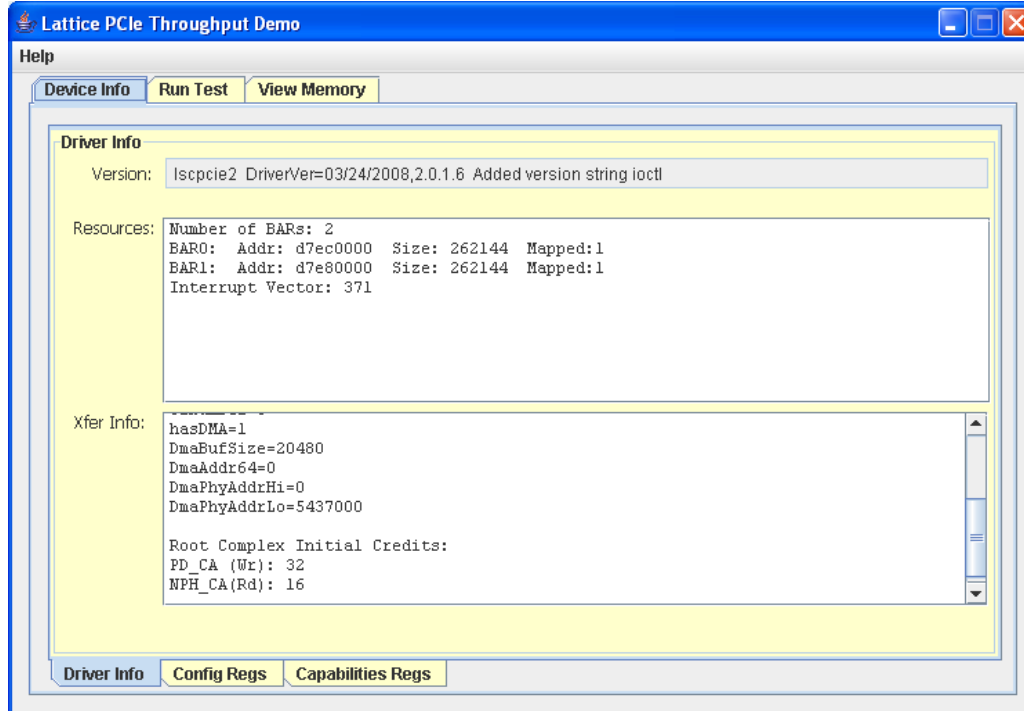 Lattice PCIe Throughput Demo
Help
Device Info Run Test View Memory
Driver Info
Version: lscpcie2 DriverVer=03/24/2008,2.0.1.6 Added version string ioctl
Resources: Number of BARs: 2
BAR0: Addr: d7ec0000 Size: 262144 Mapped:1
BAR1: Addr: d7e80000 Size: 262144 Mapped:1
Interrupt Vector: 371
Xfer Info:
hasDMA=1
DmaBufSize=20480
DmaAddr64=0
DmaPhyAddrHi=0
DmaPhyAddrLo=5437000
Root Complex Initial Credits:
PD_CA (Wr): 32
NPH_CA(Rd): 16
Driver Info Config Regs Capabilities Regs